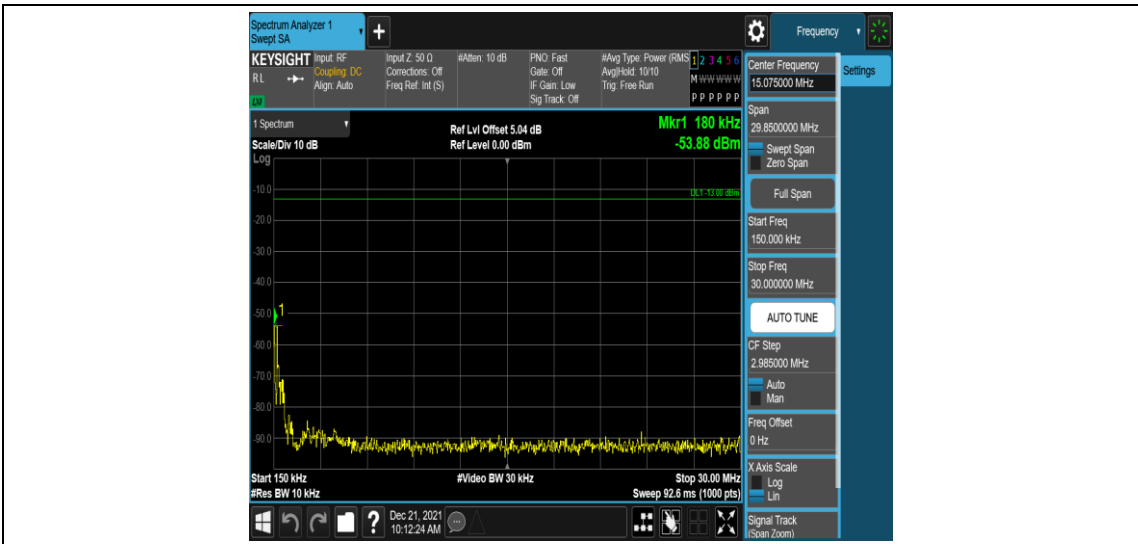 Spectrum Analyzer 1
Swept SA
+
Frequency
KEYSIGHT
RL
LXI
Input: RF
Coupling: DC
Align: Auto
Input Z: 50 Ω
Corrections: Off
Freq Ref: Int (S)
#Atten: 10 dB
PNO: Fast
Gate: Off
IF Gain: Low
Sig Track: Off
#Avg Type: Power (RMS
Avg|Hold: 10/10
Trig: Free Run
1 2 3 4 5 6
M W W W W W
P P P P P P
1 Spectrum
Scale/Div 10 dB
Log
Ref Lvl Offset 5.04 dB
Ref Level 0.00 dBm
Mkr1 180 kHz
-53.88 dBm
DL1 -13.00 dBm
-10.0
-20.0
-30.0
-40.0
-50.0
1
-60.0
-70.0
-80.0
-90.0
Start 150 kHz
#Res BW 10 kHz
#Video BW 30 kHz
Stop 30.00 MHz
Sweep 92.6 ms (1000 pts)
?
Dec 21, 2021
10:12:24 AM
Center Frequency
15.075000 MHz
Settings
Span
29.8500000 MHz
Swept Span
Zero Span
Full Span
Start Freq
150.000 kHz
Stop Freq
30.000000 MHz
AUTO TUNE
CF Step
2.985000 MHz
Auto
Man
Freq Offset
0 Hz
X Axis Scale
Log
Lin
Signal Track
(Span Zoom)